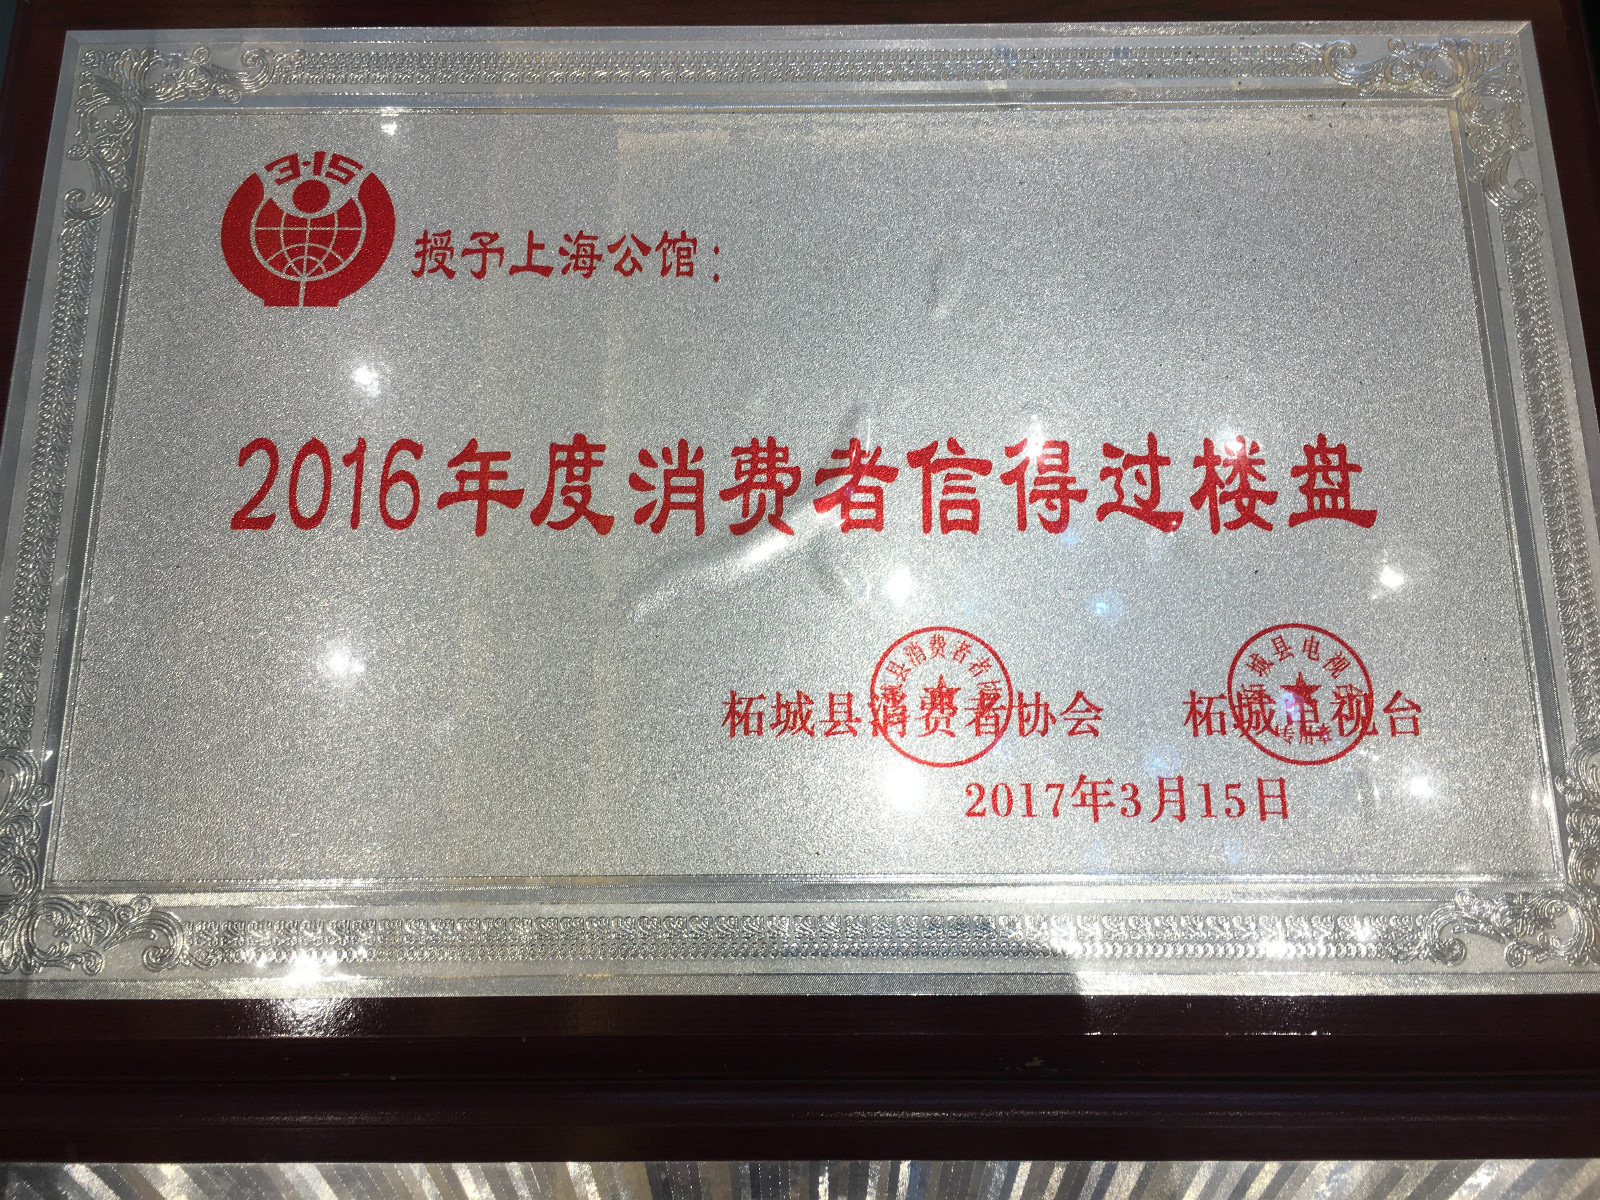 3·15
授予上海公馆：
2016年度消费者信得过楼盘
柘城县消费者协会 柘城电视台
2017年3月15日